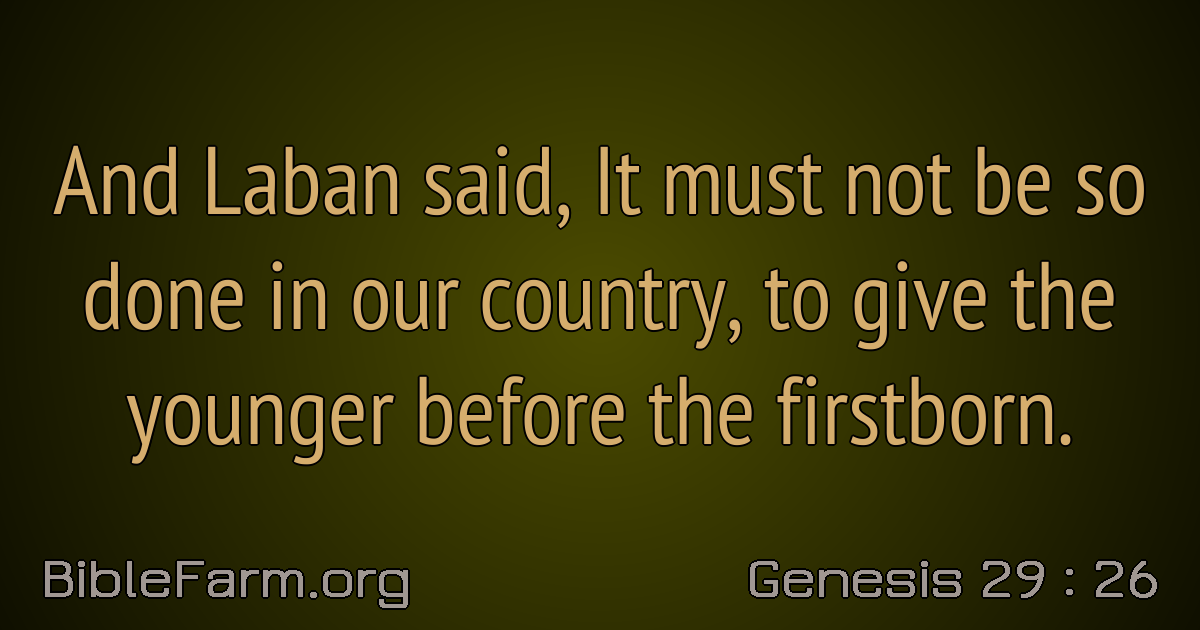 And Laban said, It must not be so
done in our country, to give the
younger before the firstborn.
BibleFarm.org
Genesis 29 : 26